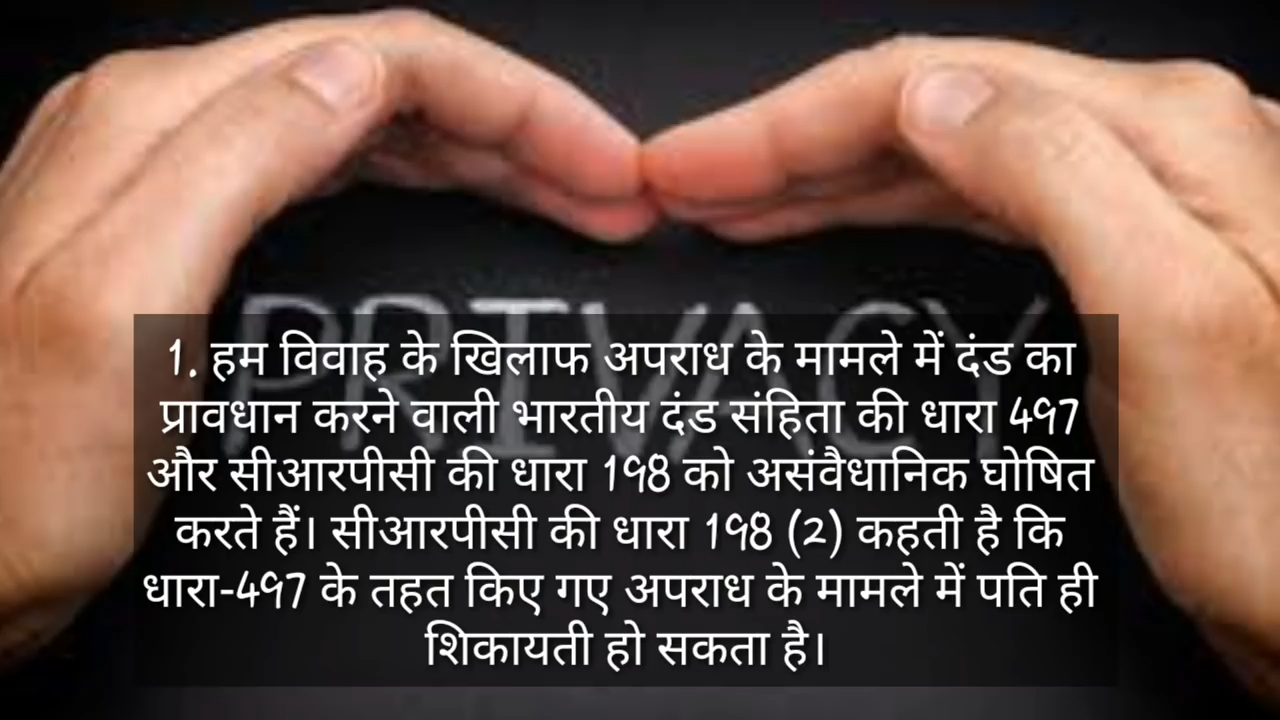 PRIVACY
1. हम विवाह के खिलाफ अपराध के मामले में दंड का
प्रावधान करने वाली भारतीय दंड संहिता की धारा 497
और सीआरपीसी की धारा 198 को असंवैधानिक घोषित
करते हैं। सीआरपीसी की धारा 198 (2) कहती है कि
धारा-497 के तहत किए गए अपराध के मामले में पति ही
शिकायती हो सकता है।